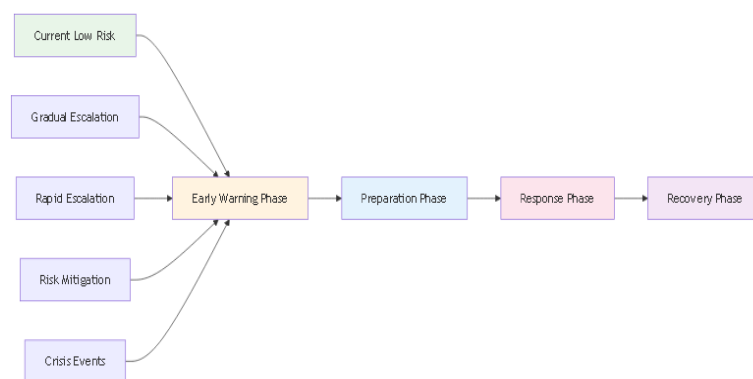 Current Low Risk
Gradual Escalation
Rapid Escalation
Early Warning Phase
Preparation Phase
Response Phase
Recovery Phase
Risk Mitigation
Crisis Events